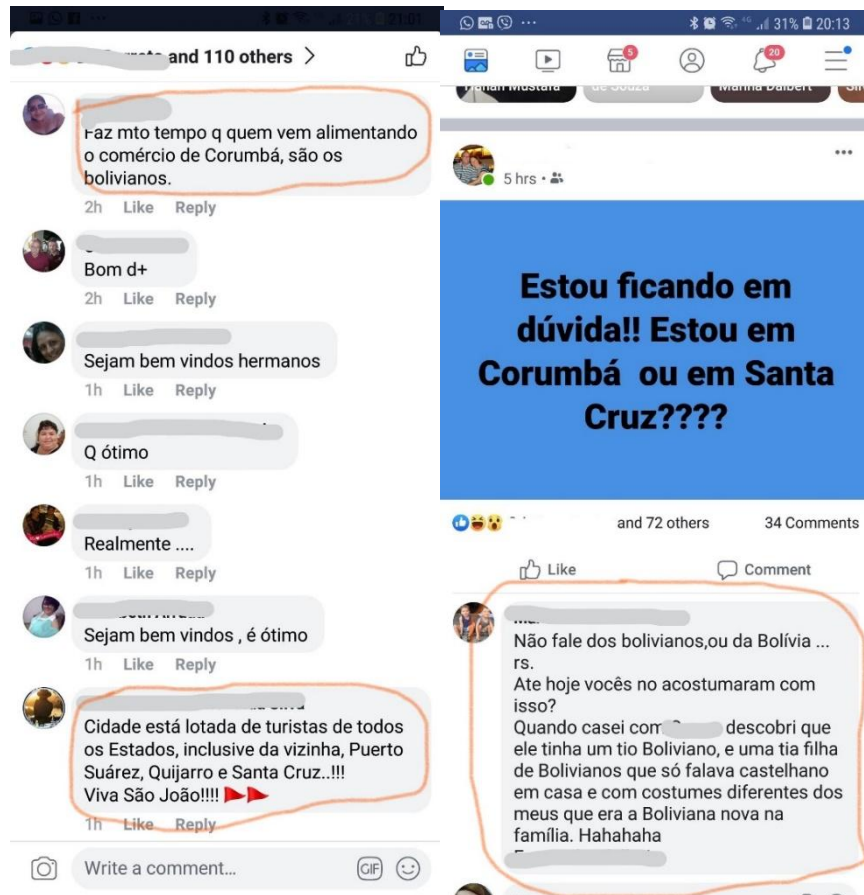 21:01
and 110 others >
Faz mto tempo q quem vem alimentando
o comércio de Corumbá, são os
bolivianos.
2h Like Reply
Bom d+
2h Like Reply
Sejam bem vindos hermanos
1h Like Reply
Q ótimo
1h Like Reply
Realmente ....
1h Like Reply
Sejam bem vindos , é ótimo
1h Like Reply
Cidade está lotada de turistas de todos
os Estados, inclusive da vizinha, Puerto
Suárez, Quijarro e Santa Cruz..!!!
Viva São João!!!!
1h Like Reply
Write a comment...
GIF
31% 20:13
5
20
Mustafa
de Souza
Marina Dalbert
5 hrs
Estou ficando em
dúvida!! Estou em
Corumbá ou em Santa
Cruz????
and 72 others 34 Comments
Like Comment
Não fale dos bolivianos,ou da Bolívia ...
rs.
Ate hoje vocês no acostumaram com
isso?
Quando casei com descobri que
ele tinha um tio Boliviano, e uma tia filha
de Bolivianos que só falava castelhano
em casa e com costumes diferentes dos
meus que era a Boliviana nova na
família. Hahahaha